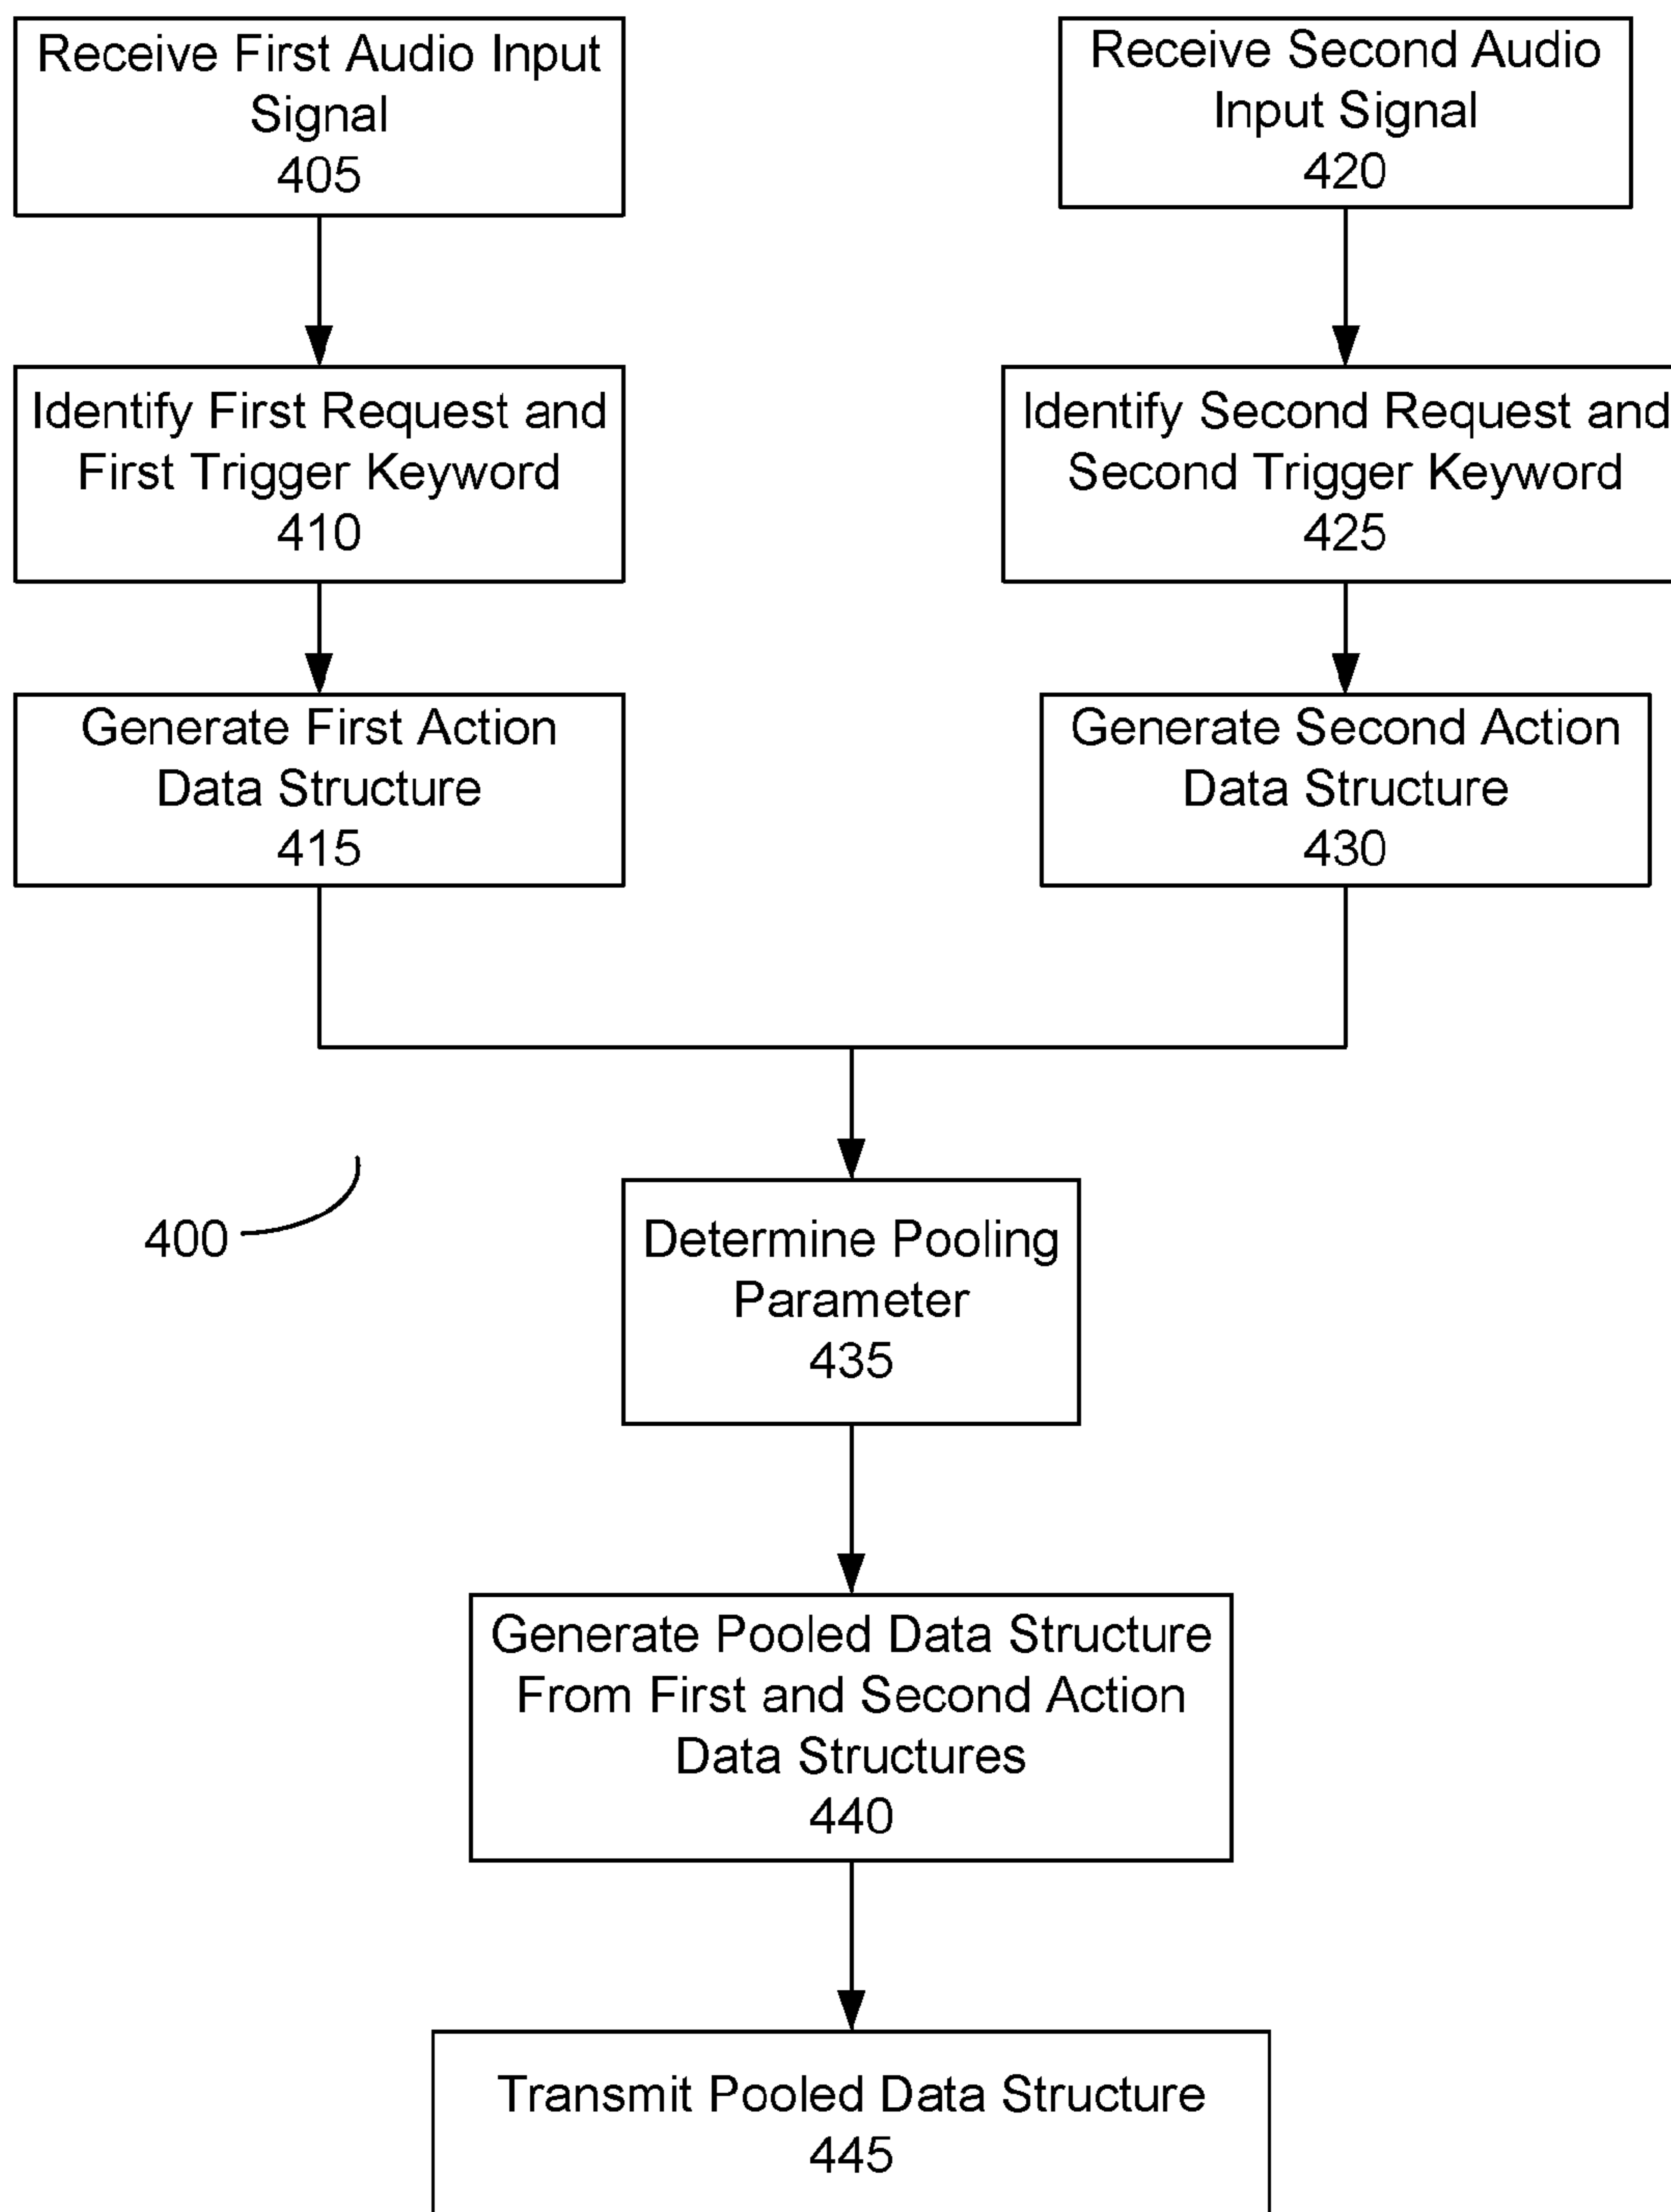 Receive First Audio Input
Signal
405
Receive Second Audio
Input Signal
420
Identify First Request and
First Trigger Keyword
410
Identify Second Request and
Second Trigger Keyword
425
Generate First Action
Data Structure
415
Generate Second Action
Data Structure
430
400
Determine Pooling
Parameter
435
Generate Pooled Data Structure
From First and Second Action
Data Structures
440
Transmit Pooled Data Structure
445